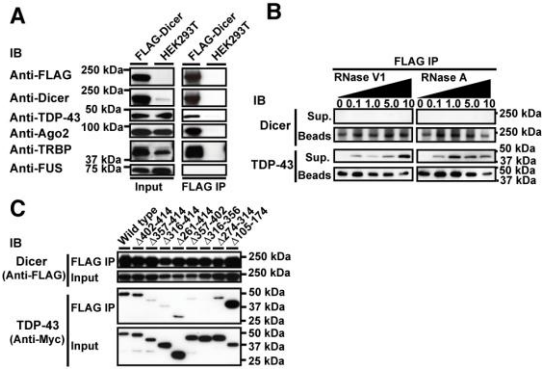 A
FLAG-Dicer
HEK293T
FLAG-Dicer
HEK293T
IB
Anti-FLAG 250 kDa
Anti-Dicer 250 kDa
50 kDa
Anti-TDP-43
100 kDa
Anti-Ago2
Anti-TRBP
37 kDa
Anti-FUS 75 kDa
Input FLAG IP
B
FLAG IP
RNase V1 RNase A
IB 0 0.1 1.0 5.0 10 0 0.1 1.0 5.0 10
Dicer Sup. 250 kDa
Beads 250 kDa
TDP-43 Sup. 50 kDa
37 kDa
Beads 50 kDa
37 kDa
C
Wild type
Δ402-414
Δ357-414
Δ316-414
Δ261-414
Δ357-402
Δ316-356
Δ274-314
Δ105-174
IB
Dicer FLAG IP 250 kDa
(Anti-FLAG) Input 250 kDa
50 kDa
FLAG IP 37 kDa
25 kDa
TDP-43
(Anti-Myc)
50 kDa
Input 37 kDa
25 kDa